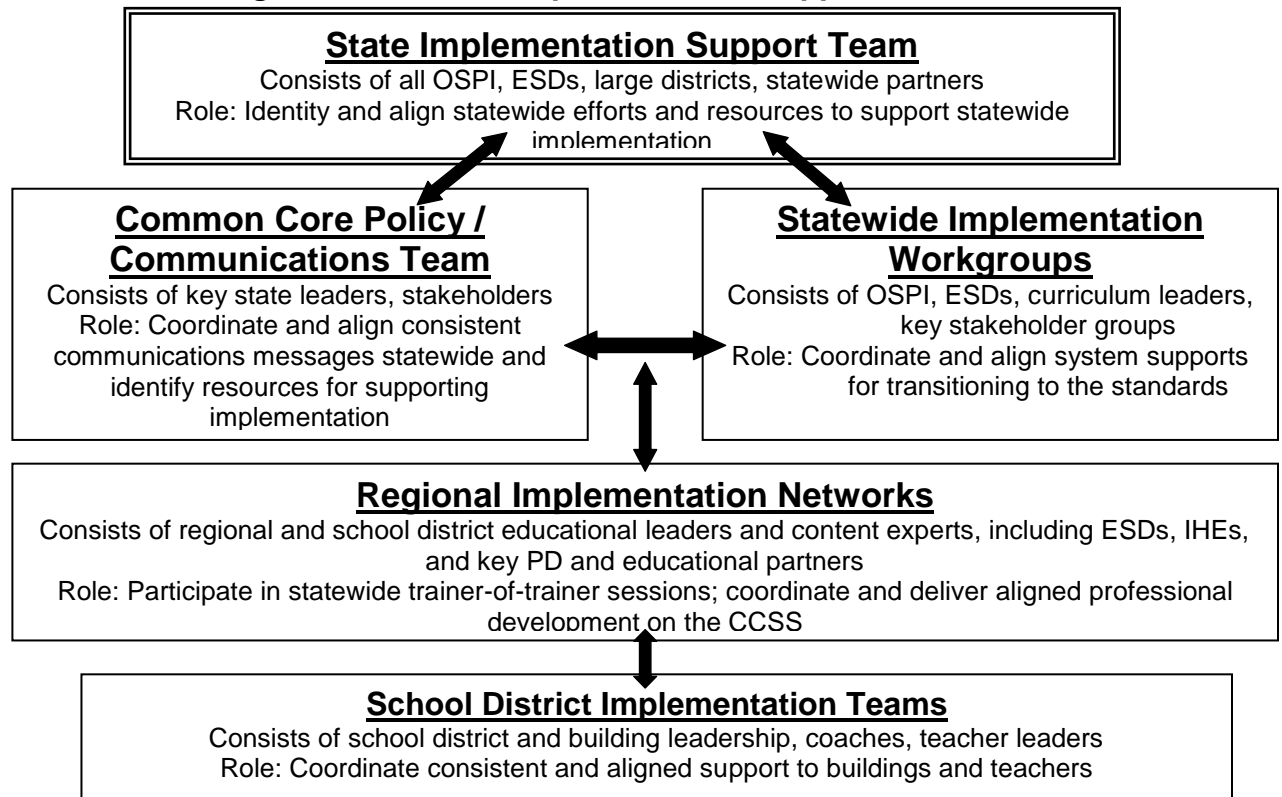 State Implementation Support Team
Consists of all OSPI, ESDs, large districts, statewide partners
Role: Identity and align statewide efforts and resources to support statewide
implementation
Common Core Policy /
Communications Team
Consists of key state leaders, stakeholders
Role: Coordinate and align consistent
communications messages statewide and
identify resources for supporting
implementation
Statewide Implementation
Workgroups
Consists of OSPI, ESDs, curriculum leaders,
key stakeholder groups
Role: Coordinate and align system supports
for transitioning to the standards
Regional Implementation Networks
Consists of regional and school district educational leaders and content experts, including ESDs, IHEs,
and key PD and educational partners
Role: Participate in statewide trainer-of-trainer sessions; coordinate and deliver aligned professional
development on the CCSS
School District Implementation Teams
Consists of school district and building leadership, coaches, teacher leaders
Role: Coordinate consistent and aligned support to buildings and teachers